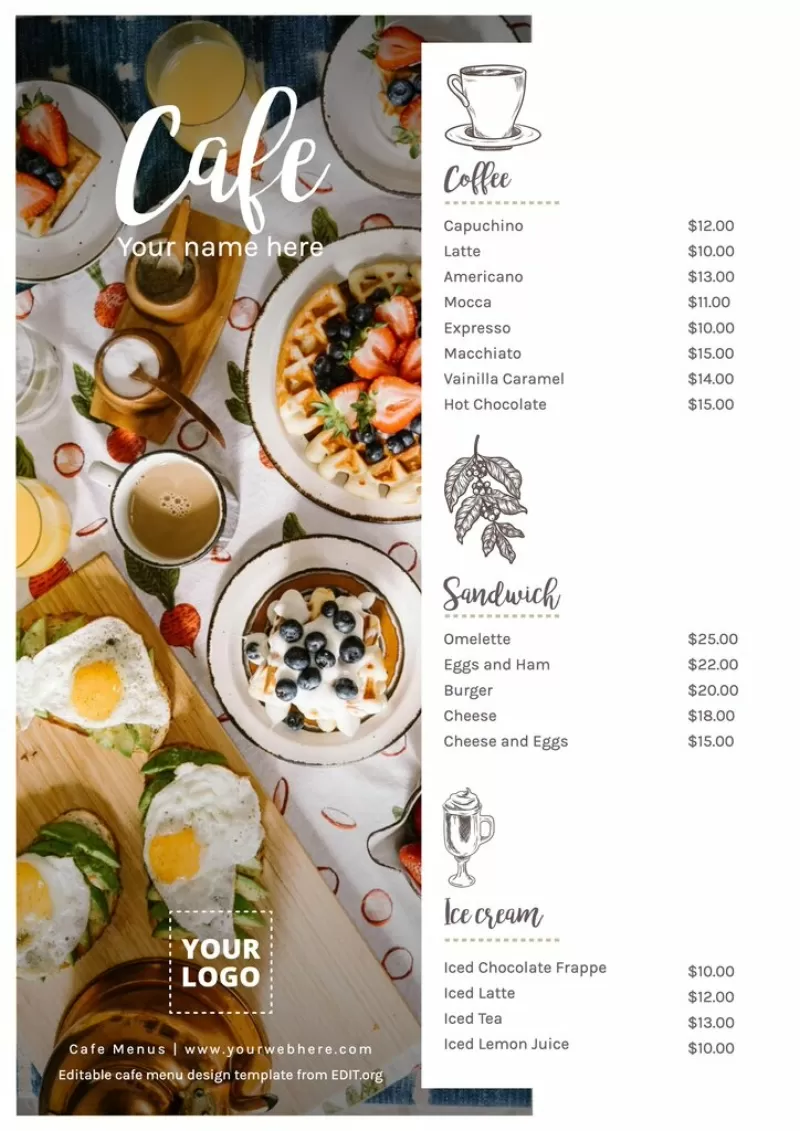 Cafe
Your name here
Coffee
Capuchino $12.00
Latte $10.00
Americano $13.00
Mocca $11.00
Expresso $10.00
Macchiato $15.00
Vainilla Caramel $14.00
Hot Chocolate $15.00
Sandwich
Omelette $25.00
Eggs and Ham $22.00
Burger $20.00
Cheese $18.00
Cheese and Eggs $15.00
Ice cream
Iced Chocolate Frappe $10.00
Iced Latte $12.00
Iced Tea $13.00
Iced Lemon Juice $10.00
YOUR
LOGO
Cafe Menus | www.yourwebhere.com
Editable cafe menu design template from EDIT.org